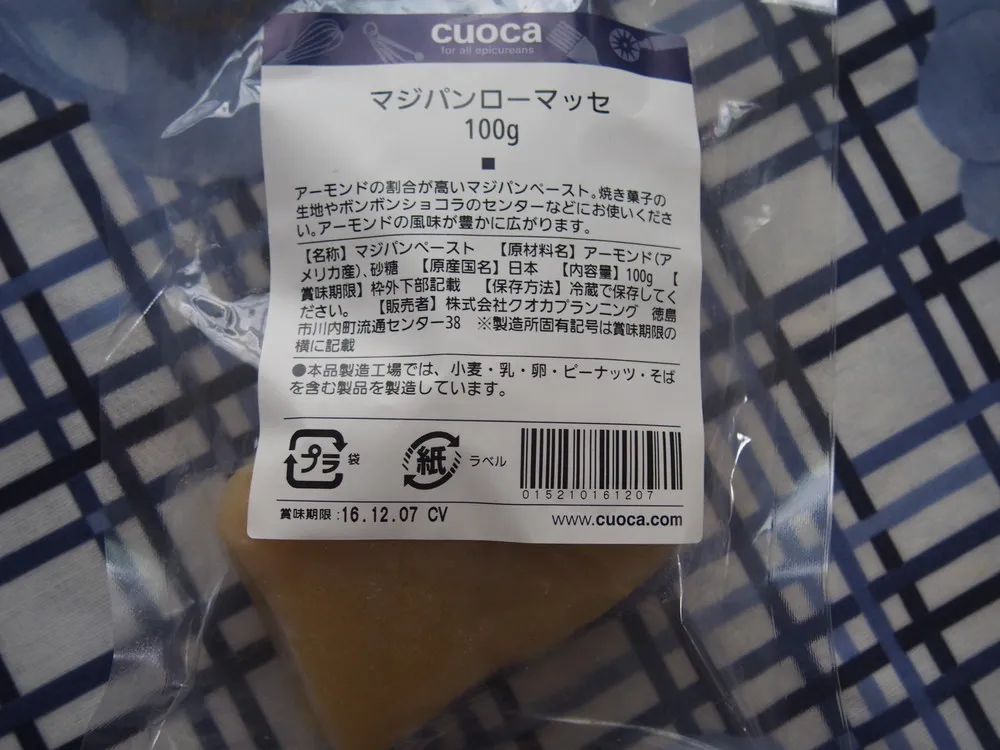 cuoca
for all epicureans
マジパンローマッセ
100g
■
アーモンドの割合が高いマジパンペースト。焼き菓子の
生地やボンボンショコラのセンターなどにお使いくださ
い。アーモンドの風味が豊かに広がります。
【名称】マジパンペースト 【原材料名】アーモンド(ア
メリカ産)、砂糖 【原産国名】日本 【内容量】100g 【
賞味期限】枠外下部記載 【保存方法】冷蔵で保存してく
ださい。 【販売者】株式会社クオカプランニング 徳島
市川内町流通センター38 ※製造所固有記号は賞味期限の
横に記載
●本品製造工場では、小麦・乳・卵・ピーナッツ・そば
を含む製品を製造しています。
プラ 袋 紙 ラベル
015210161207
賞味期限:16.12.07 CV www.cuoca.com